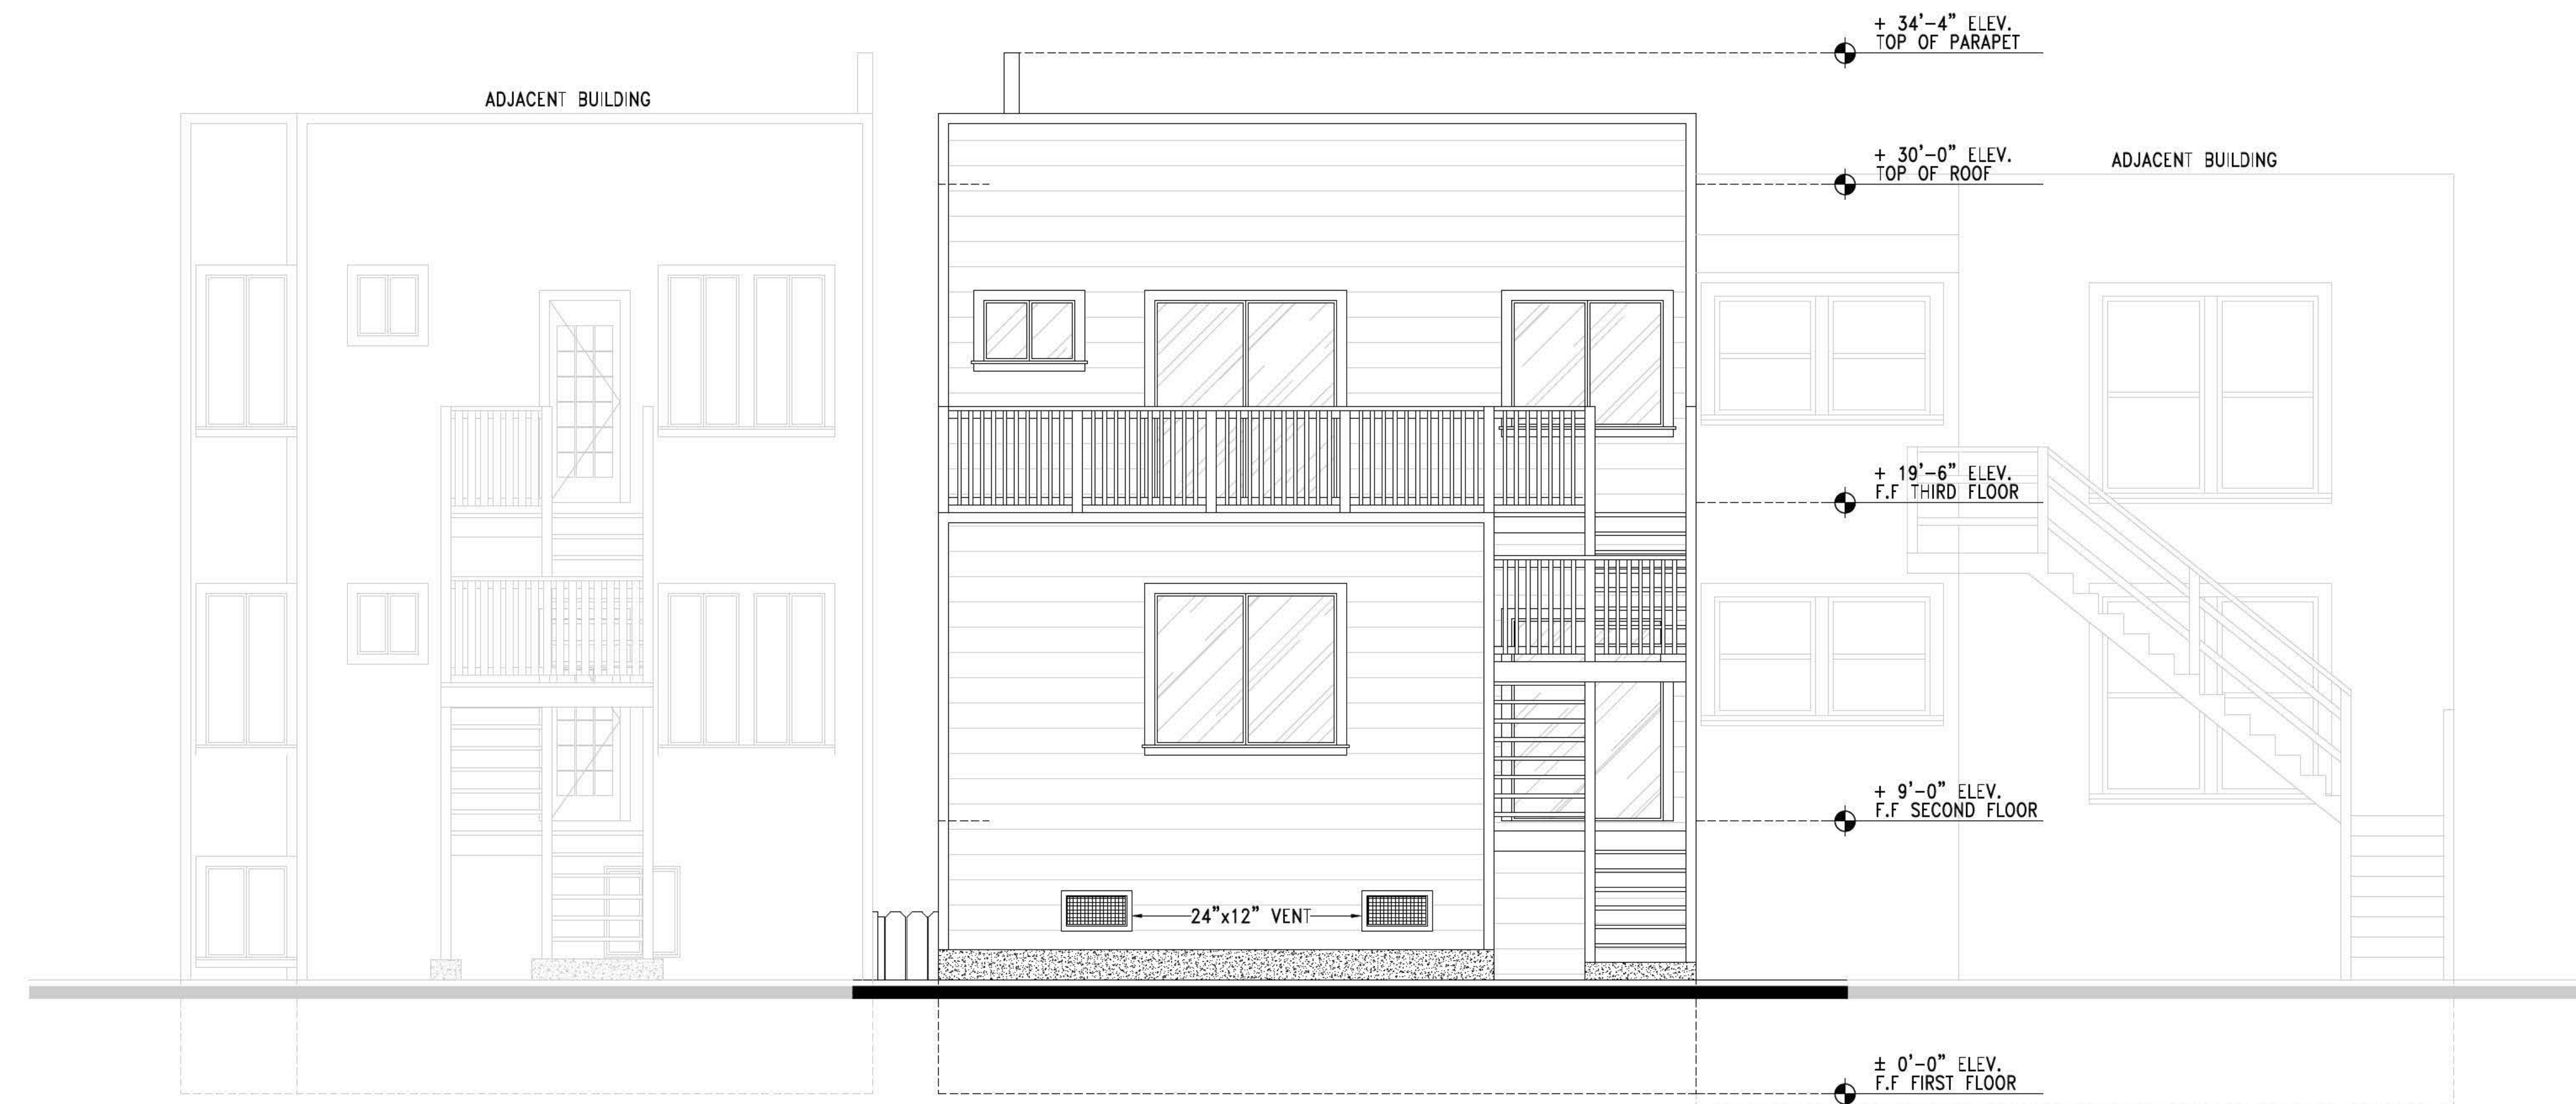 + 34'-4" ELEV.
TOP OF PARAPET
ADJACENT BUILDING
+ 30'-0" ELEV.
TOP OF ROOF
ADJACENT BUILDING
+ 19'-6" ELEV.
F.F THIRD FLOOR
+ 9'-0" ELEV.
F.F SECOND FLOOR
24"x12" VENT
± 0'-0" ELEV.
F.F FIRST FLOOR